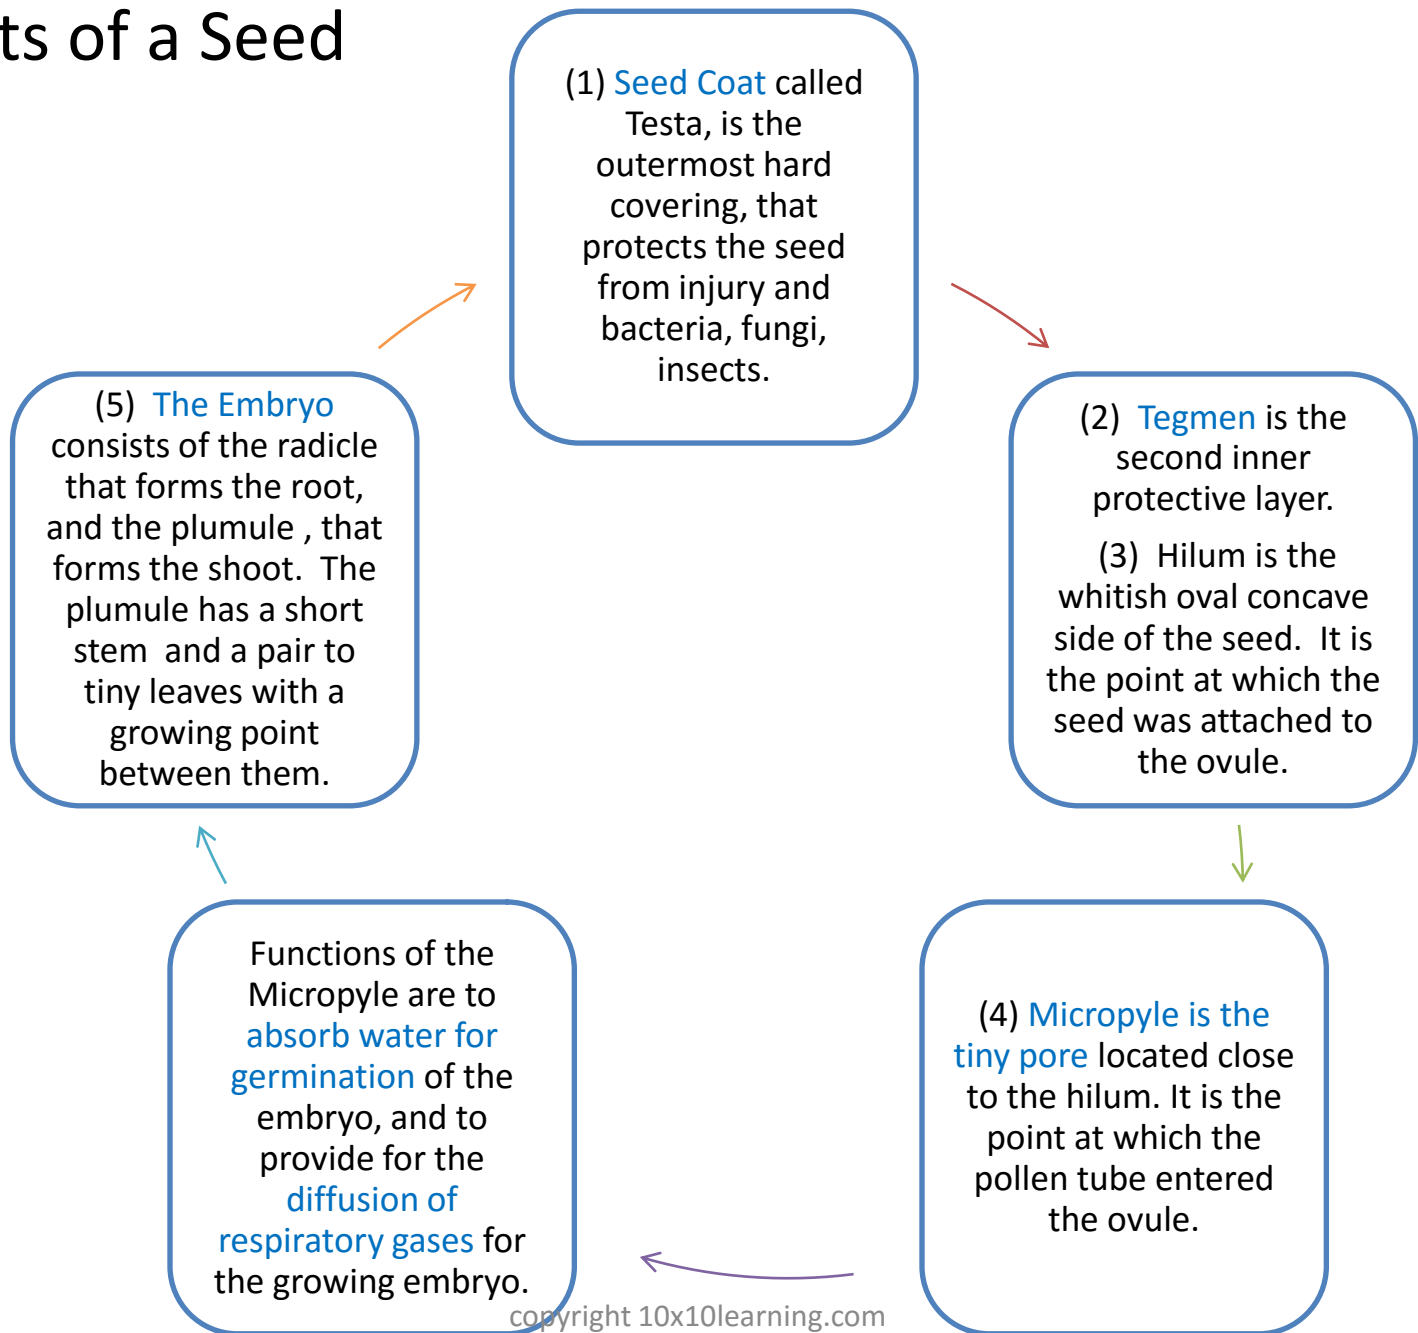 ts of a Seed
(1) Seed Coat called
Testa, is the
outermost hard
covering, that
protects the seed
from injury and
bacteria, fungi,
insects.
(2) Tegmen is the
second inner
protective layer.
(3) Hilum is the
whitish oval concave
side of the seed. It is
the point at which the
seed was attached to
the ovule.
(4) Micropyle is the
tiny pore located close
to the hilum. It is the
point at which the
pollen tube entered
the ovule.
Functions of the
Micropyle are to
absorb water for
germination of the
embryo, and to
provide for the
diffusion of
respiratory gases for
the growing embryo.
(5) The Embryo
consists of the radicle
that forms the root,
and the plumule , that
forms the shoot. The
plumule has a short
stem and a pair to
tiny leaves with a
growing point
between them.
copyright 10x10learning.com